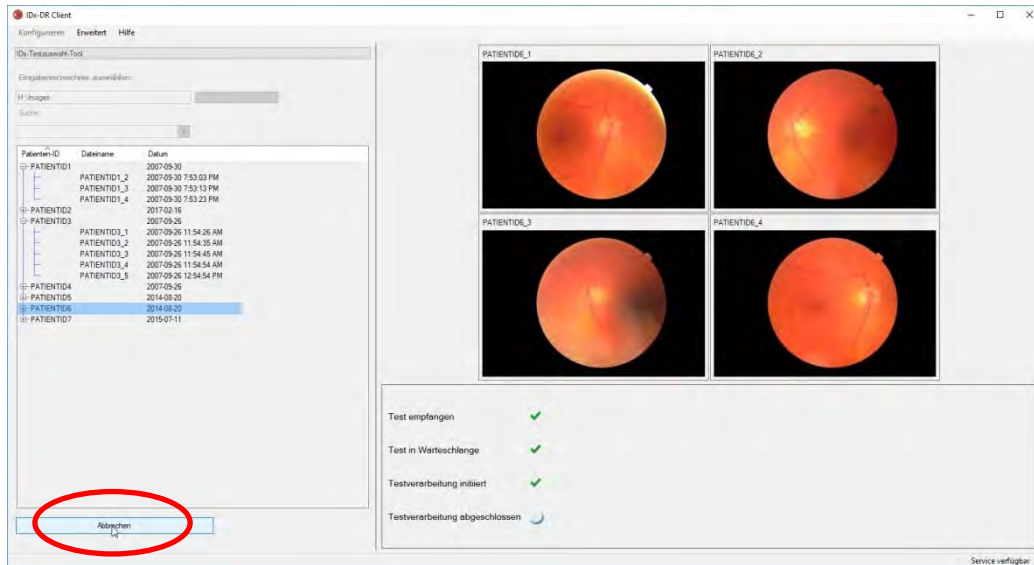 IDx-DR Client
Konfigurieren Erweitert Hilfe
IDx-Testauswahl-Tool
Eingabeverzeichnis auswählen:
H:\Images
Suche:
Patienten-ID Dateiname Datum
PATIENTID1 2007-09-30
PATIENTID1_2 2007-09-30 7:53:03 PM
PATIENTID1_3 2007-09-30 7:53:13 PM
PATIENTID1_4 2007-09-30 7:53:23 PM
PATIENTID2 2017-02-16
PATIENTID3 2007-09-26
PATIENTID3_1 2007-09-26 11:54:26 AM
PATIENTID3_2 2007-09-26 11:54:35 AM
PATIENTID3_3 2007-09-26 11:54:45 AM
PATIENTID3_4 2007-09-26 11:54:54 AM
PATIENTID3_5 2007-09-26 12:54:54 PM
PATIENTID4 2007-09-26
PATIENTID5 2014-08-20
PATIENTID6 2014-08-20
PATIENTID7 2015-07-11
Abbrechen
PATIENTID6_1 PATIENTID6_2
PATIENTID6_3 PATIENTID6_4
Test empfangen
Test in Warteschlange
Testverarbeitung initiiert
Testverarbeitung abgeschlossen
Service verfügbar